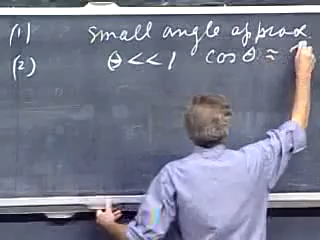 (1) small angle approx
(2) θ << 1 cos θ ≈